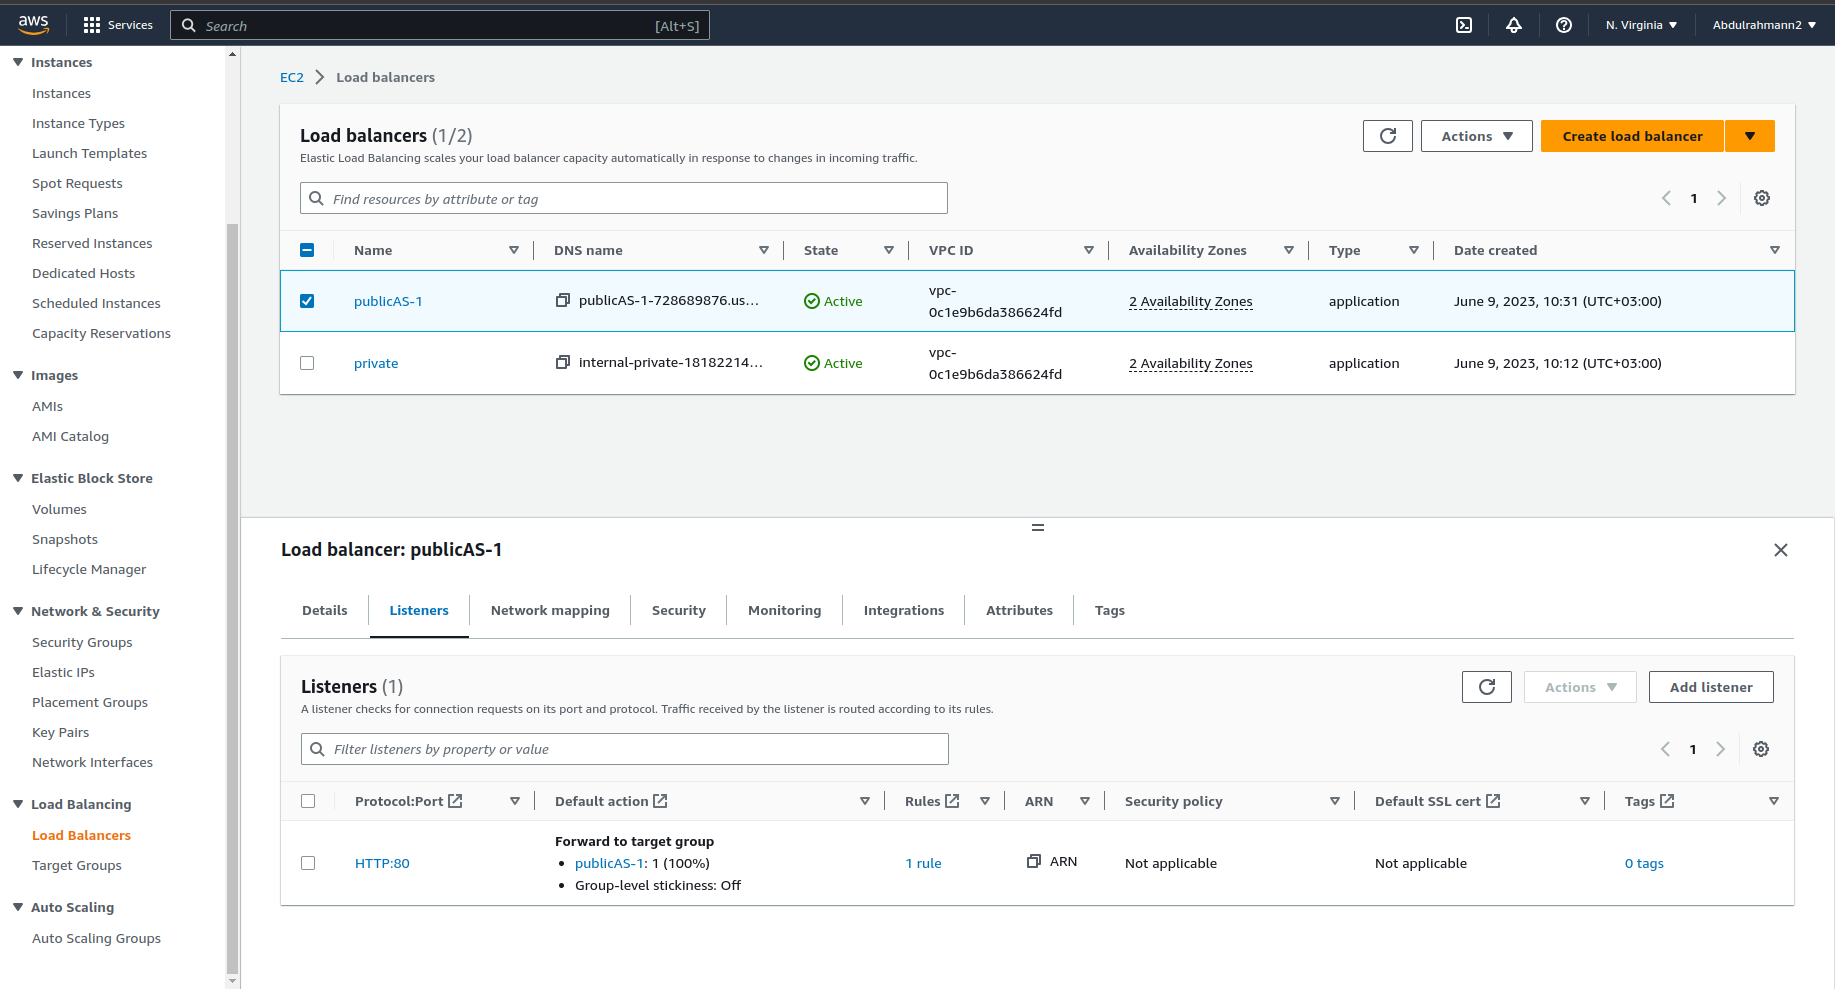 aws
Services
Search
[Alt+S]
N. Virginia
Abdulrahmann2
Instances
Instances
Instance Types
Launch Templates
Spot Requests
Savings Plans
Reserved Instances
Dedicated Hosts
Scheduled Instances
Capacity Reservations
Images
AMIs
AMI Catalog
Elastic Block Store
Volumes
Snapshots
Lifecycle Manager
Network & Security
Security Groups
Elastic IPs
Placement Groups
Key Pairs
Network Interfaces
Load Balancing
Load Balancers
Target Groups
Auto Scaling
Auto Scaling Groups
EC2 Load balancers
Load balancers (1/2)
Elastic Load Balancing scales your load balancer capacity automatically in response to changes in incoming traffic.
Actions
Create load balancer
Find resources by attribute or tag
1
Name DNS name State VPC ID Availability Zones Type Date created
publicAS-1 publicAS-1-728689876.us... Active vpc-0c1e9b6da386624fd 2 Availability Zones application June 9, 2023, 10:31 (UTC+03:00)
private internal-private-18182214... Active vpc-0c1e9b6da386624fd 2 Availability Zones application June 9, 2023, 10:12 (UTC+03:00)
Load balancer: publicAS-1
Details Listeners Network mapping Security Monitoring Integrations Attributes Tags
Listeners (1)
A listener checks for connection requests on its port and protocol. Traffic received by the listener is routed according to its rules.
Actions
Add listener
Filter listeners by property or value
1
Protocol:Port Default action Rules ARN Security policy Default SSL cert Tags
HTTP:80
Forward to target group
• publicAS-1: 1 (100%)
• Group-level stickiness: Off
1 rule
ARN
Not applicable
Not applicable
0 tags